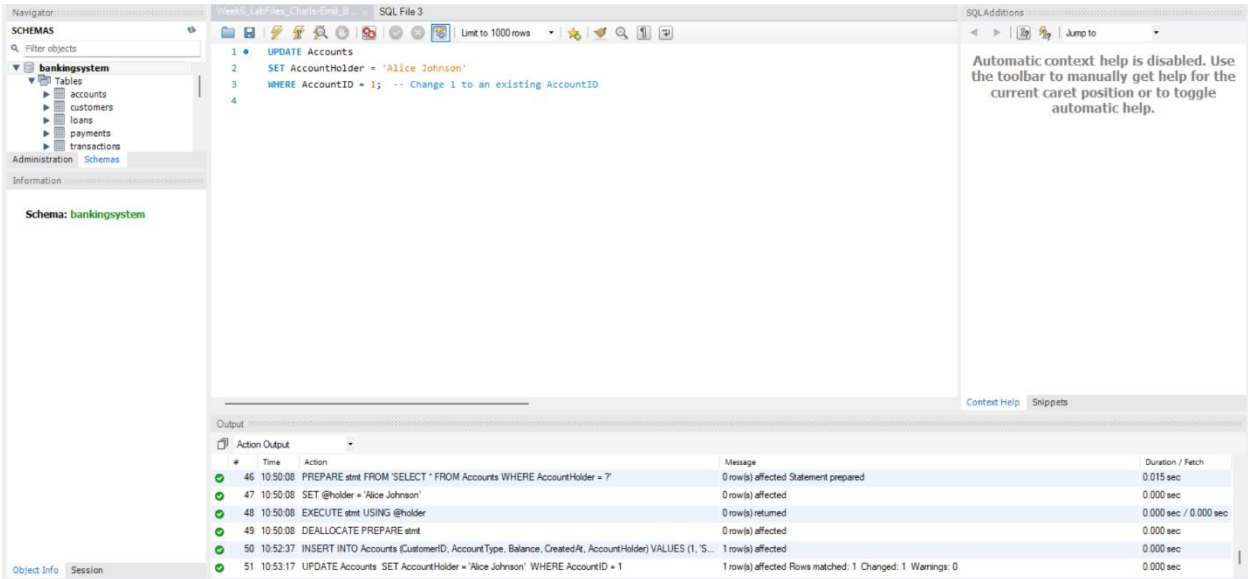 Navigator
SCHEMAS
Filter objects
bankingsystem
Tables
accounts
customers
loans
payments
transactions
Administration Schemas
Information
Schema: bankingsystem
Object Info Session
Week6_LabFiles_Charls-Emil_B... SQL File 3
Limit to 1000 rows
1 UPDATE Accounts
2 SET AccountHolder = 'Alice Johnson'
3 WHERE AccountID = 1; -- Change 1 to an existing AccountID
4
SQLAdditions
Jump to
Automatic context help is disabled. Use
the toolbar to manually get help for the
current caret position or to toggle
automatic help.
Context Help Snippets
Output
Action Output
# Time Action Message Duration / Fetch
46 10:50:08 PREPARE stmt FROM 'SELECT * FROM Accounts WHERE AccountHolder = ?' 0 row(s) affected Statement prepared 0.015 sec
47 10:50:08 SET @holder = 'Alice Johnson' 0 row(s) affected 0.000 sec
48 10:50:08 EXECUTE stmt USING @holder 0 row(s) returned 0.000 sec / 0.000 sec
49 10:50:08 DEALLOCATE PREPARE stmt 0 row(s) affected 0.000 sec
50 10:52:37 INSERT INTO Accounts (CustomerID, AccountType, Balance, CreatedAt, AccountHolder) VALUES (1, 'S... 1 row(s) affected 0.000 sec
51 10:53:17 UPDATE Accounts SET AccountHolder = 'Alice Johnson' WHERE AccountID = 1 1 row(s) affected Rows matched: 1 Changed: 1 Warnings: 0 0.000 sec